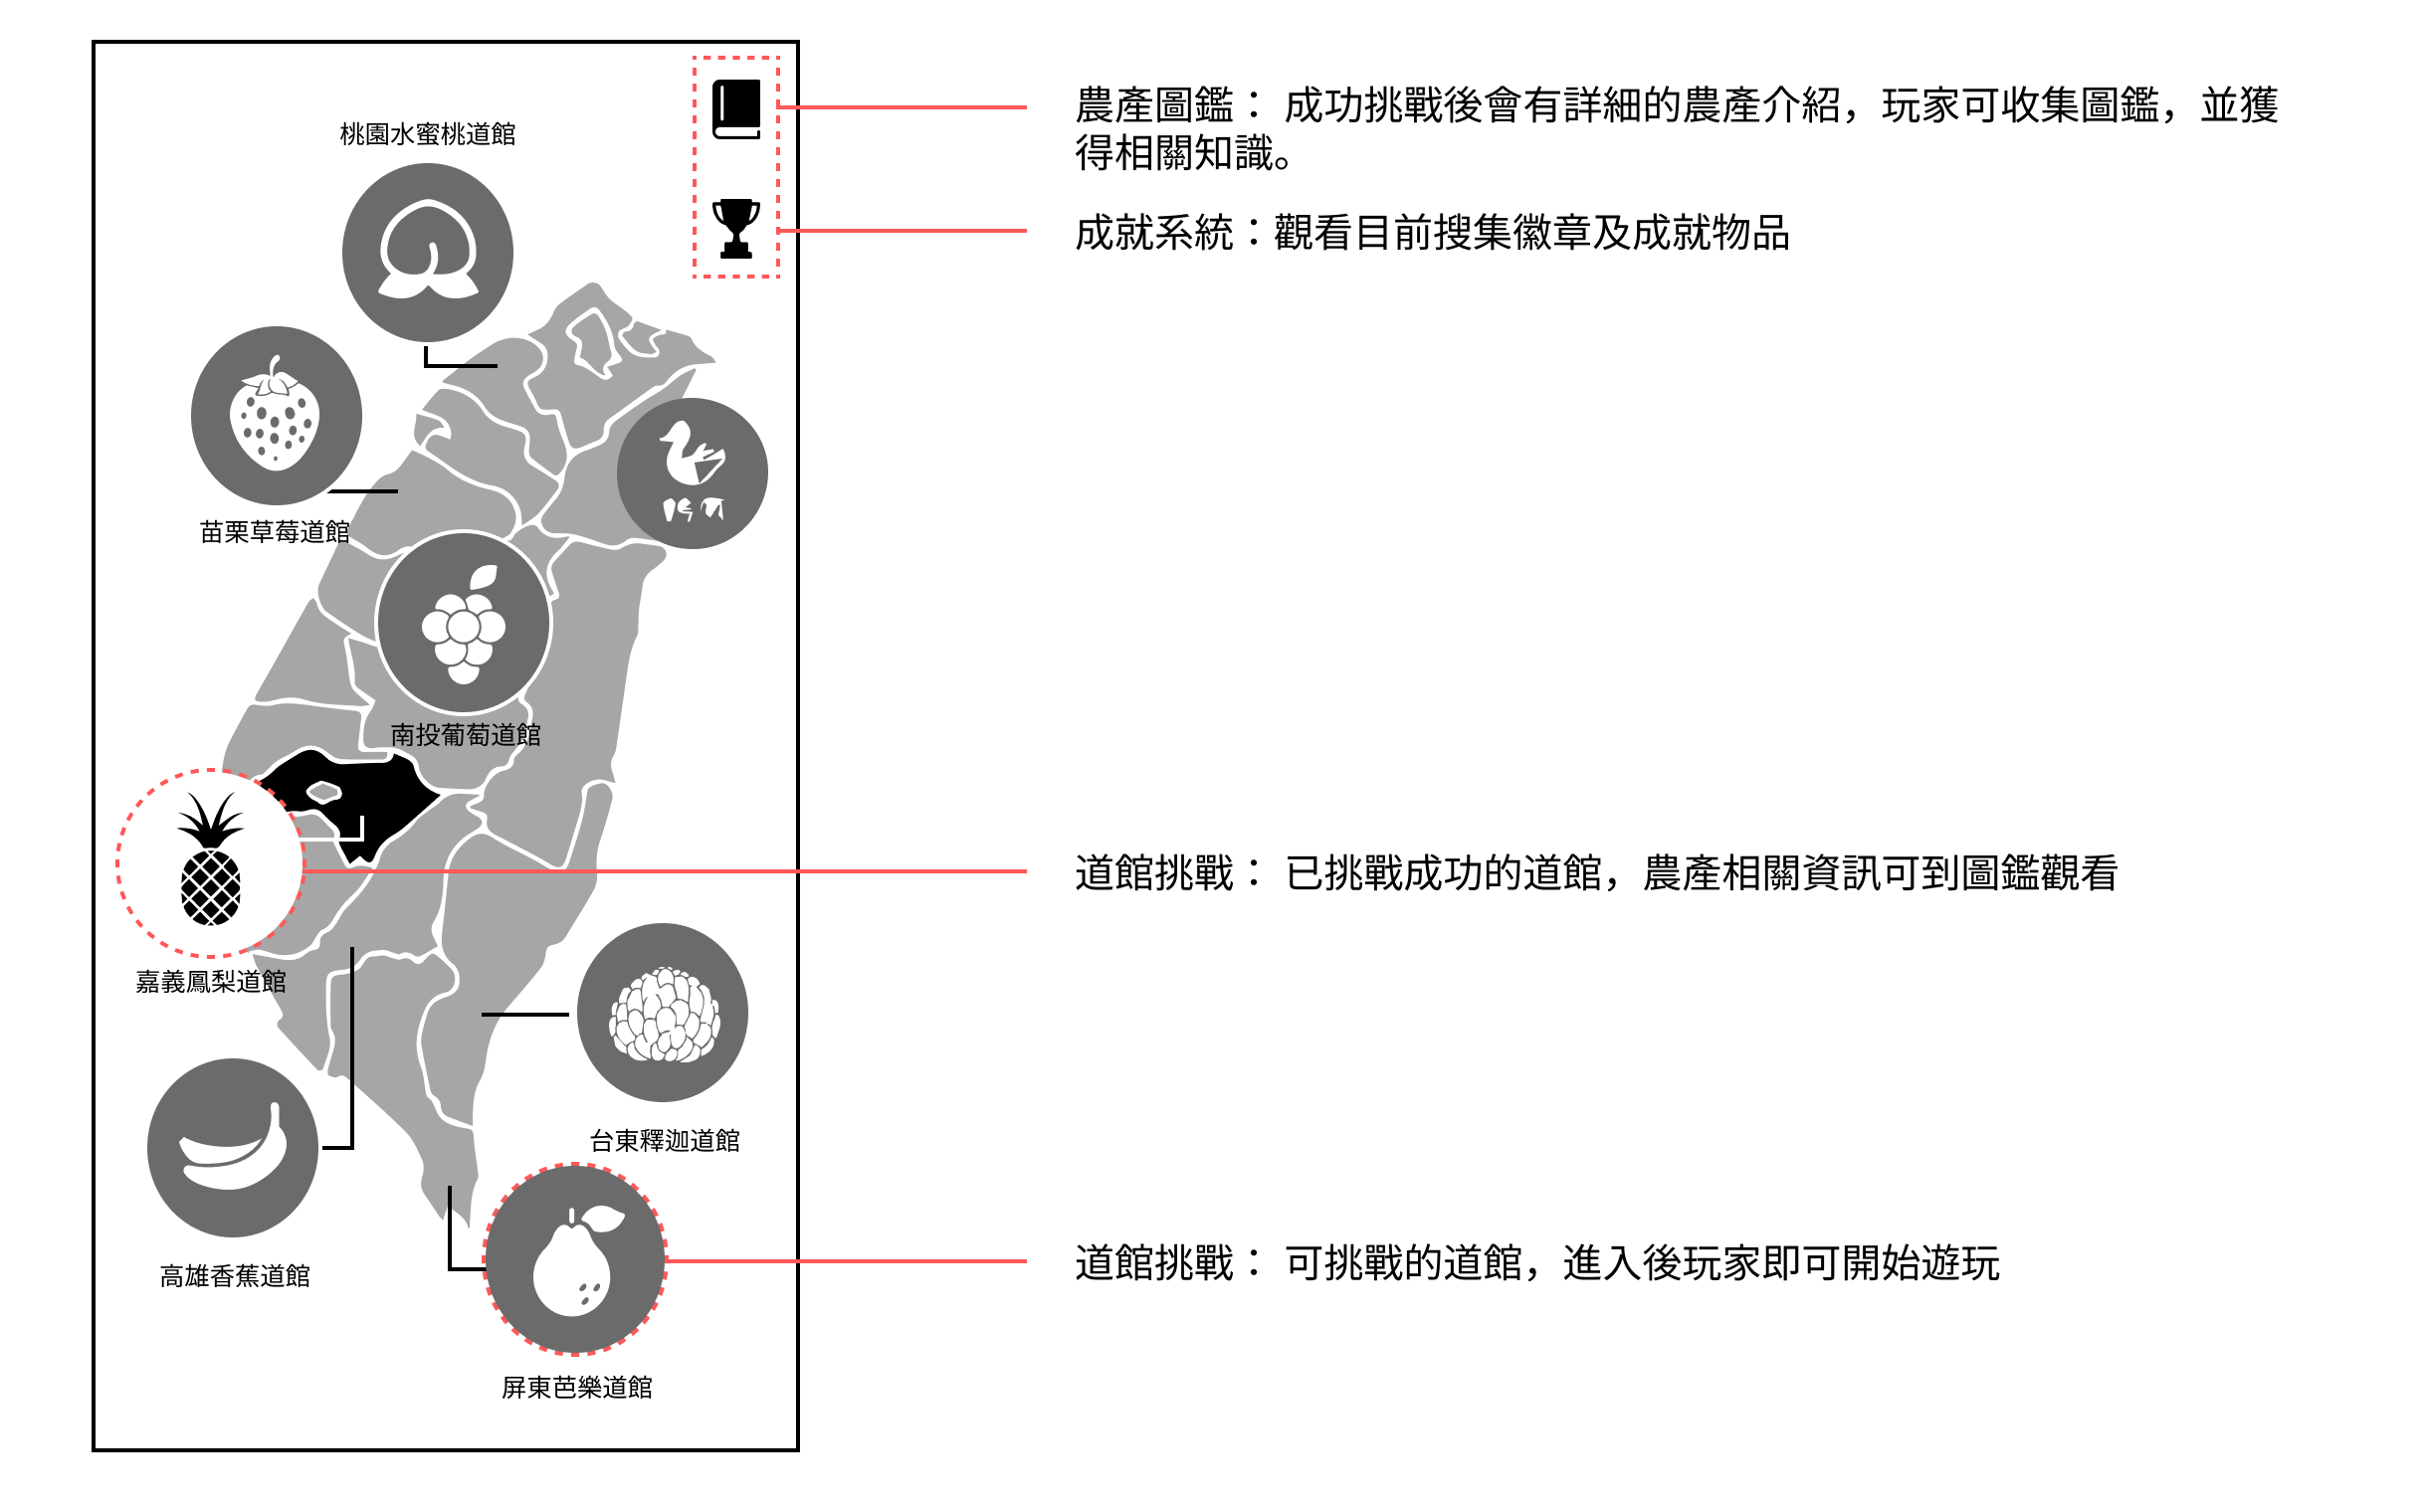 農產圖鑑： 成功挑戰後會有詳細的農產介紹，玩家可收集圖鑑，並獲
得相關知識。
成就系統：觀看目前搜集徽章及成就物品
桃園水蜜桃道館
苗栗草莓道館
南投葡萄道館
道館挑戰： 已挑戰成功的道館，農產相關資訊可到圖鑑觀看
嘉義鳳梨道館
台東釋迦道館
高雄香蕉道館
道館挑戰： 可挑戰的道館，進入後玩家即可開始遊玩
屏東芭樂道館